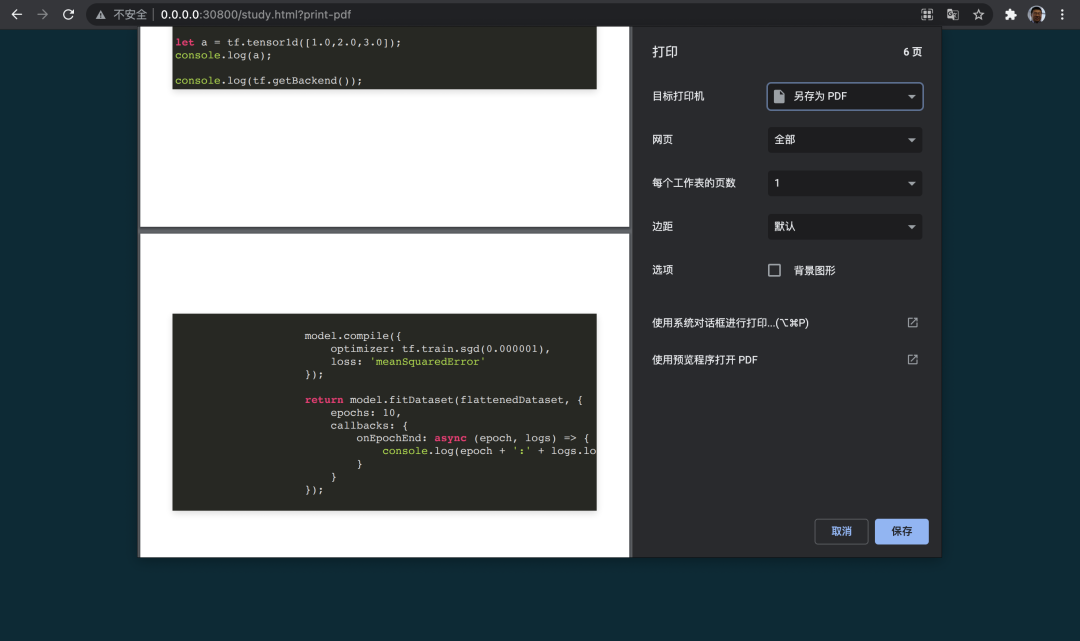 不安全 0.0.0.0:30800/study.html?print-pdf
let a = tf.tensor1d([1.0,2.0,3.0]);
console.log(a);
console.log(tf.getBackend());
model.compile({
optimizer: tf.train.sgd(0.000001),
loss: 'meanSquaredError'
});
return model.fitDataset(flattenedDataset, {
epochs: 10,
callbacks: {
onEpochEnd: async (epoch, logs) => {
console.log(epoch + ':' + logs.lo
}
}
});
打印 6 页
目标打印机 另存为 PDF
网页 全部
每个工作表的页数 1
边距 默认
选项 背景图形
使用系统对话框进行打印...(⌥⌘P)
使用预览程序打开 PDF
取消 保存